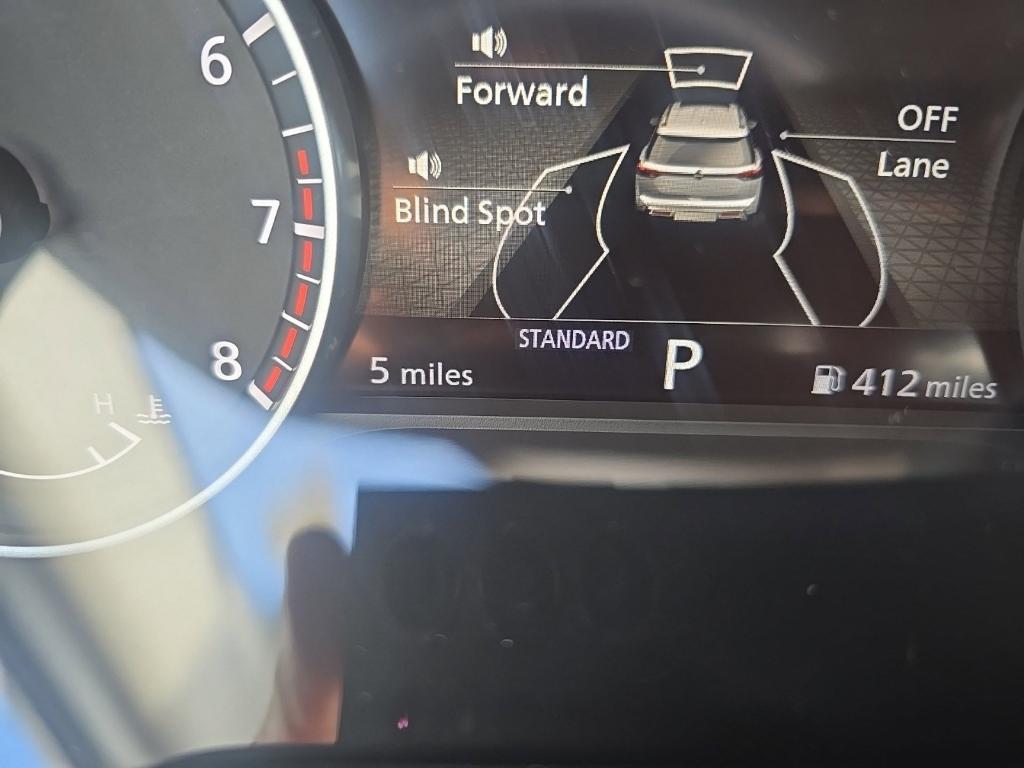 6
7
8
H
Forward
OFF
Lane
Blind Spot
STANDARD
5 miles
P
412 miles